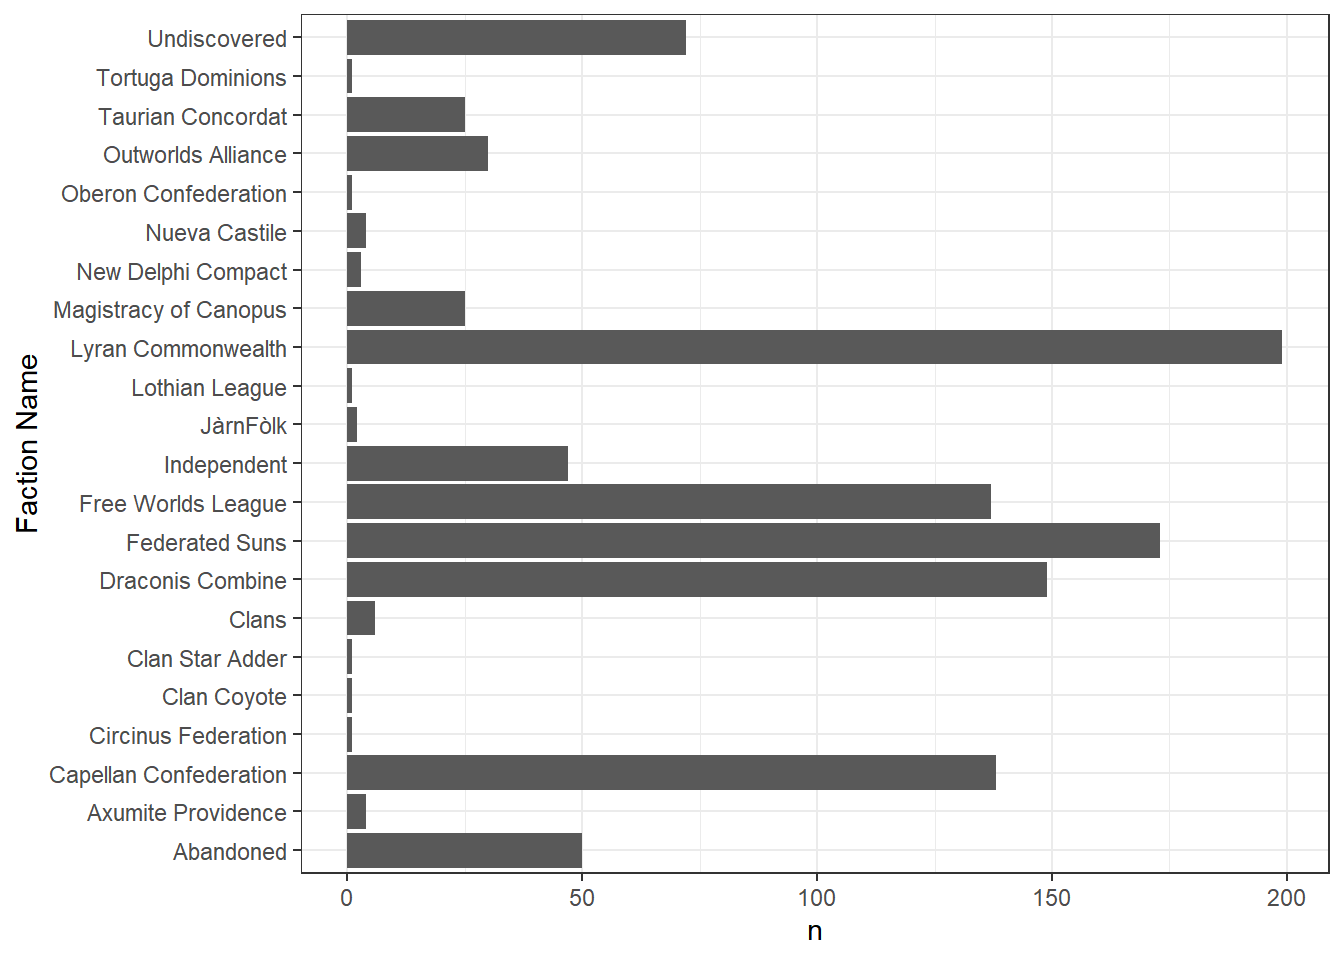 Undiscovered
Tortuga Dominions
Taurian Concordat
Outworlds Alliance
Oberon Confederation
Nueva Castile
New Delphi Compact
Magistracy of Canopus
Lyran Commonwealth
Lothian League
JàrnFòlk
Independent
Free Worlds League
Federated Suns
Draconis Combine
Clans
Clan Star Adder
Clan Coyote
Circinus Federation
Capellan Confederation
Axumite Providence
Abandoned
Faction Name
0 50 100 150 200
n